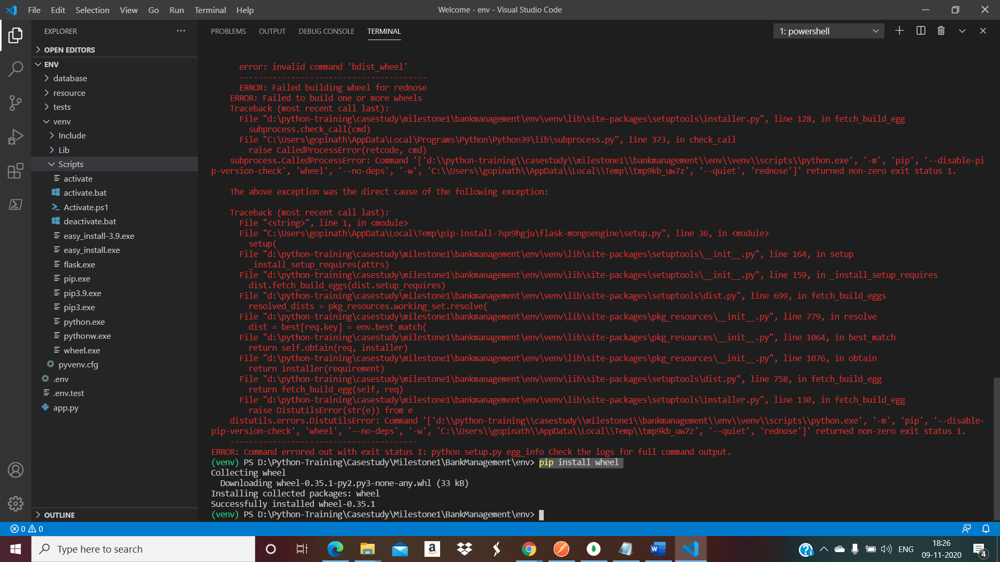 File Edit Selection View Go Run Terminal Help
Welcome - env - Visual Studio Code
EXPLORER
OPEN EDITORS
ENV
database
resource
tests
venv
Include
Lib
Scripts
activate
activate.bat
Activate.ps1
deactivate.bat
easy_install-3.9.exe
easy_install.exe
flask.exe
pip.exe
pip3.9.exe
pip3.exe
python.exe
pythonw.exe
wheel.exe
pyvenv.cfg
.env
.env.test
app.py
OUTLINE
PROBLEMS OUTPUT DEBUG CONSOLE TERMINAL
1: powershell
error: invalid command 'bdist_wheel'
----------------------------------------
ERROR: Failed building wheel for rednose
ERROR: Failed to build one or more wheels
Traceback (most recent call last):
File "d:\python-training\casestudy\milestone1\bankmanagement\env\venv\lib\site-packages\setuptools\installer.py", line 128, in fetch_build_egg
subprocess.check_call(cmd)
File "C:\Users\gopinath\AppData\Local\Programs\Python\Python39\lib\subprocess.py", line 373, in check_call
raise CalledProcessError(retcode, cmd)
subprocess.CalledProcessError: Command '['d:\\python-training\\casestudy\\milestone1\\bankmanagement\\env\\venv\\scripts\\python.exe', '-m', 'pip', '--disable-pi
p-version-check', 'wheel', '--no-deps', '-w', 'C:\\Users\\gopinath\\AppData\\Local\\Temp\\tmp9kb_uw7z', '--quiet', 'rednose']' returned non-zero exit status 1.
The above exception was the direct cause of the following exception:
Traceback (most recent call last):
File "<string>", line 1, in <module>
File "C:\Users\gopinath\AppData\Local\Temp\pip-install-7qx9hgju\flask-mongoengine\setup.py", line 36, in <module>
setup(
File "d:\python-training\casestudy\milestone1\bankmanagement\env\venv\lib\site-packages\setuptools\__init__.py", line 164, in setup
_install_setup_requires(attrs)
File "d:\python-training\casestudy\milestone1\bankmanagement\env\venv\lib\site-packages\setuptools\__init__.py", line 159, in _install_setup_requires
dist.fetch_build_eggs(dist.setup_requires)
File "d:\python-training\casestudy\milestone1\bankmanagement\env\venv\lib\site-packages\setuptools\dist.py", line 699, in fetch_build_eggs
resolved_dists = pkg_resources.working_set.resolve(
File "d:\python-training\casestudy\milestone1\bankmanagement\env\venv\lib\site-packages\pkg_resources\__init__.py", line 779, in resolve
dist = best[req.key] = env.best_match(
File "d:\python-training\casestudy\milestone1\bankmanagement\env\venv\lib\site-packages\pkg_resources\__init__.py", line 1064, in best_match
return self.obtain(req, installer)
File "d:\python-training\casestudy\milestone1\bankmanagement\env\venv\lib\site-packages\pkg_resources\__init__.py", line 1076, in obtain
return installer(requirement)
File "d:\python-training\casestudy\milestone1\bankmanagement\env\venv\lib\site-packages\setuptools\dist.py", line 758, in fetch_build_egg
return fetch_build_egg(self, req)
File "d:\python-training\casestudy\milestone1\bankmanagement\env\venv\lib\site-packages\setuptools\installer.py", line 130, in fetch_build_egg
raise DistutilsError(str(e)) from e
distutils.errors.DistutilsError: Command '['d:\\python-training\\casestudy\\milestone1\\bankmanagement\\env\\venv\\scripts\\python.exe', '-m', 'pip', '--disable-
pip-version-check', 'wheel', '--no-deps', '-w', 'C:\\Users\\gopinath\\AppData\\Local\\Temp\\tmp9kb_uw7z', '--quiet', 'rednose']' returned non-zero exit status 1.
----------------------------------------
ERROR: Command errored out with exit status 1: python setup.py egg_info Check the logs for full command output.
(venv) PS D:\Python-Training\Casestudy\Milestone1\BankManagement\env> pip install wheel
Collecting wheel
Downloading wheel-0.35.1-py2.py3-none-any.whl (33 kB)
Installing collected packages: wheel
Successfully installed wheel-0.35.1
(venv) PS D:\Python-Training\Casestudy\Milestone1\BankManagement\env>
0 0
Type here to search
ENG
18:26
09-11-2020
4